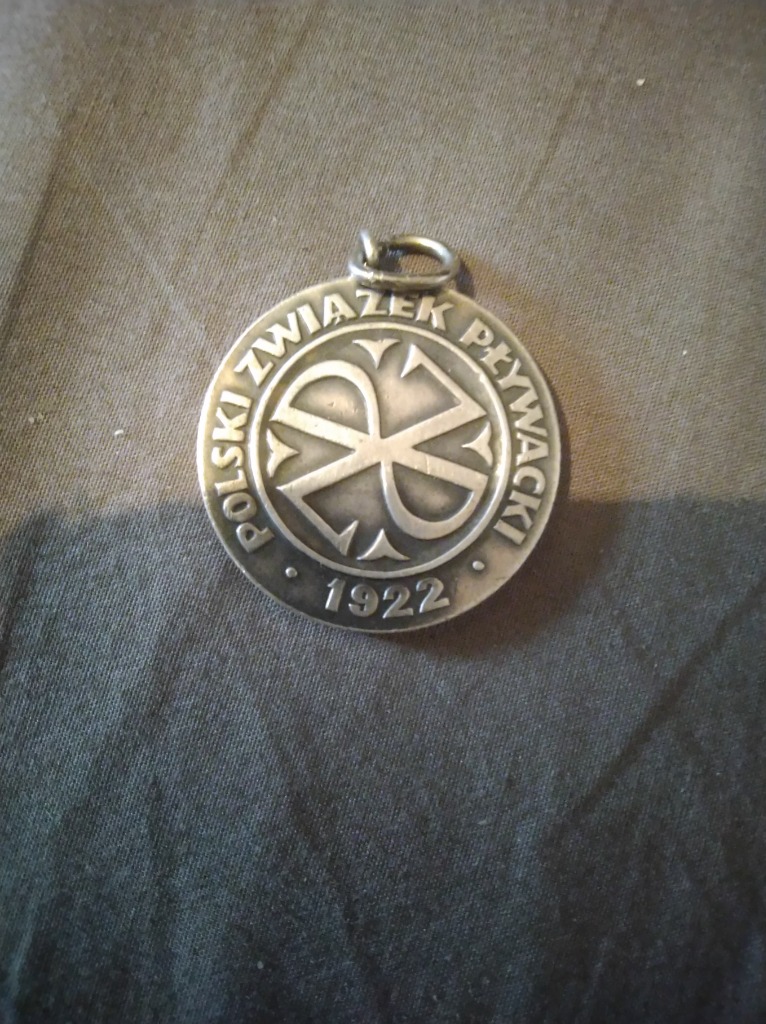 POLSKI ZWIĄZEK PŁYWACKI
• 1922 •